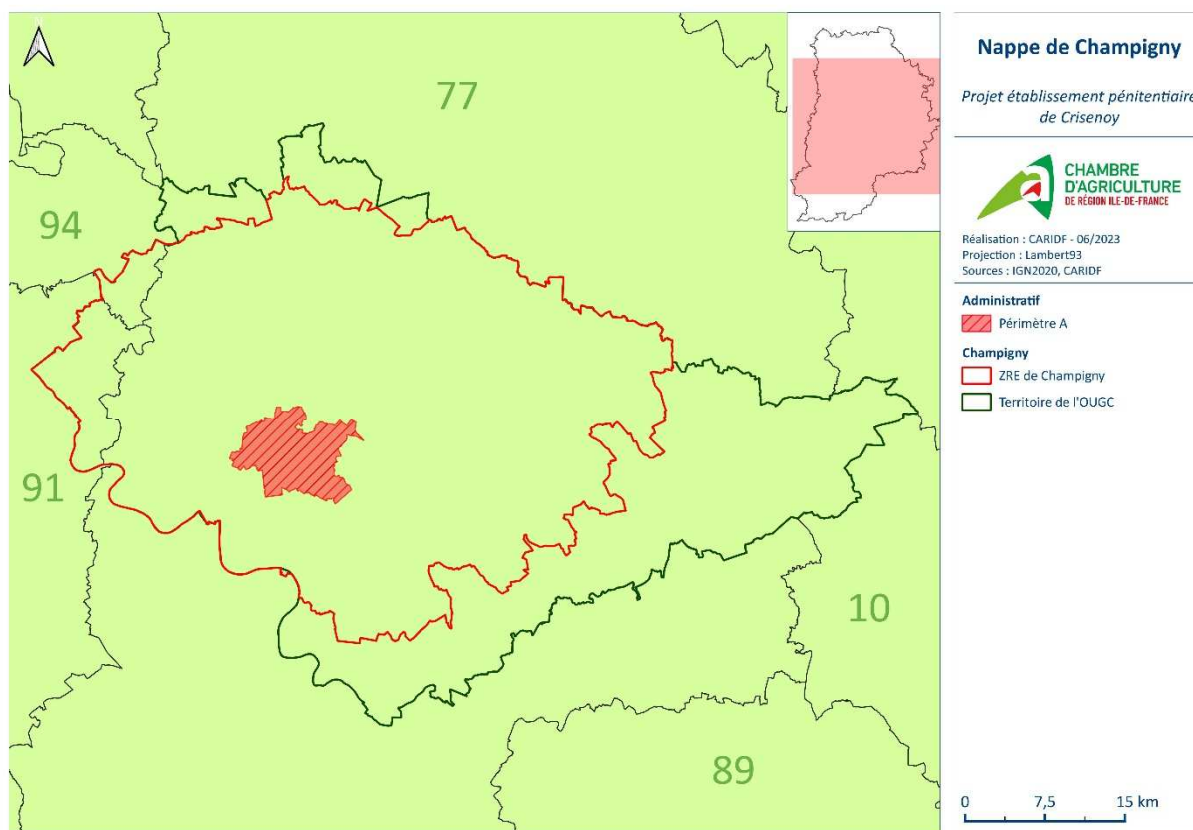 77
94
91
10
89
Nappe de Champigny
Projet établissement pénitentiaire
de Crisenoy
CHAMBRE
D'AGRICULTURE
DE RÉGION ILE-DE-FRANCE
Réalisation : CARIDF - 06/2023
Projection : Lambert93
Sources : IGN2020, CARIDF
Administratif
Périmètre A
Champigny
ZRE de Champigny
Territoire de l'OUGC
0 7,5 15 km